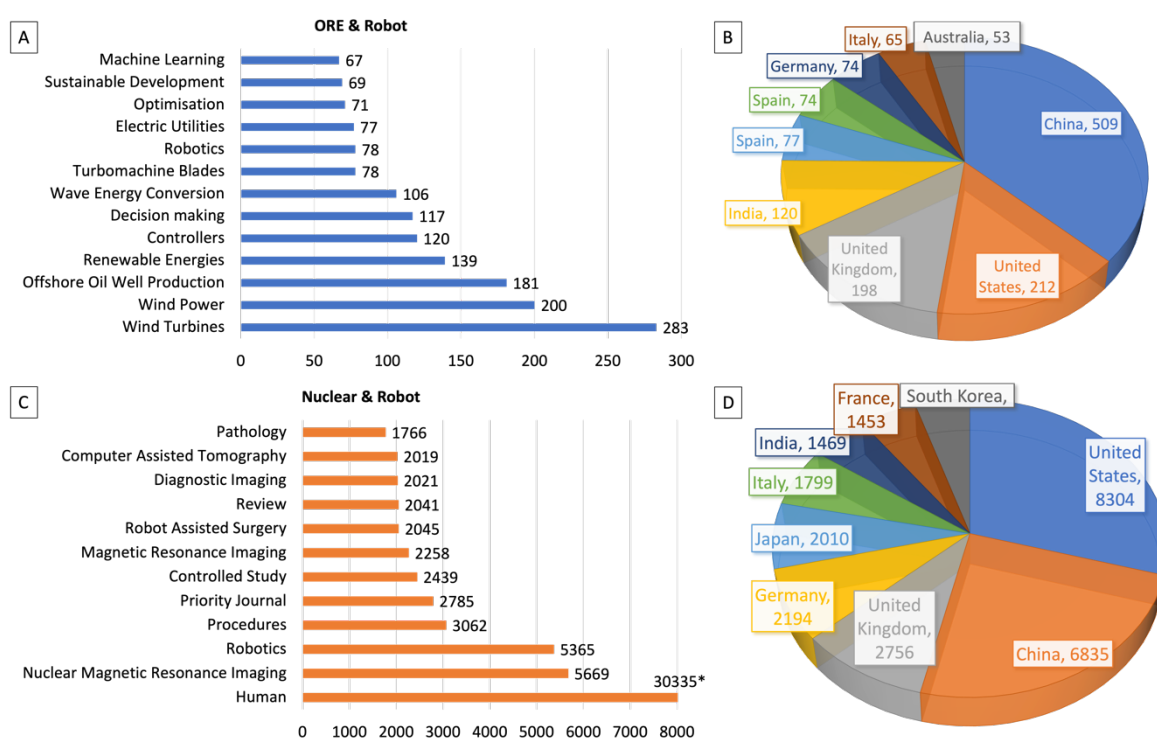 A
ORE & Robot
Machine Learning
67
Sustainable Development
69
Optimisation
71
Electric Utilities
77
Robotics
78
Turbomachine Blades
78
Wave Energy Conversion
106
Decision making
117
Controllers
120
Renewable Energies
139
Offshore Oil Well Production
181
Wind Power
200
Wind Turbines
283
0
50
100
150
200
250
300
B
Italy, 65
Australia, 53
Germany, 74
Spain, 74
Spain, 77
India, 120
United
Kingdom,
198
United
States, 212
China, 509
C
Nuclear & Robot
Pathology
1766
Computer Assisted Tomography
2019
Diagnostic Imaging
2021
Review
2041
Robot Assisted Surgery
2045
Magnetic Resonance Imaging
2258
Controlled Study
2439
Priority Journal
2785
Procedures
3062
Robotics
5365
Nuclear Magnetic Resonance Imaging
5669
Human
30335*
0
1000
2000
3000
4000
5000
6000
7000
8000
D
France,
1453
South Korea,
India, 1469
Italy, 1799
Japan, 2010
Germany,
2194
United
Kingdom,
2756
China, 6835
United
States,
8304